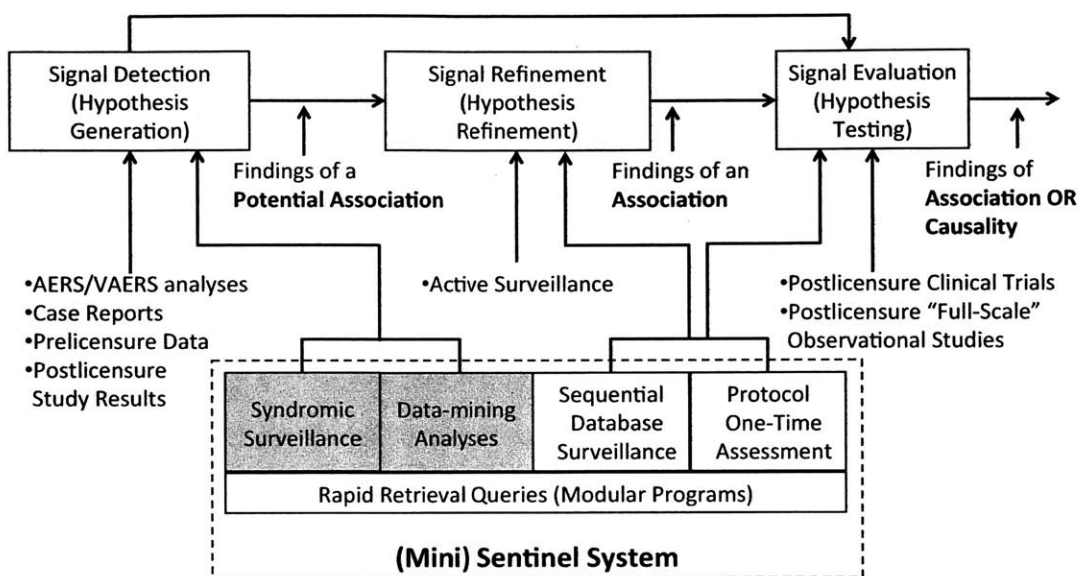 Signal Detection
(Hypothesis
Generation)
Signal Refinement
(Hypothesis
Refinement)
Signal Evaluation
(Hypothesis
Testing)
Findings of a
Potential Association
Findings of an
Association
Findings of
Association OR
Causality
•AERS/VAERS analyses
•Case Reports
•Prelicensure Data
•Postlicensure
Study Results
•Active Surveillance
•Postlicensure Clinical Trials
•Postlicensure “Full-Scale”
Observational Studies
Syndromic
Surveillance
Data-mining
Analyses
Sequential
Database
Surveillance
Protocol
One-Time
Assessment
Rapid Retrieval Queries (Modular Programs)
(Mini) Sentinel System